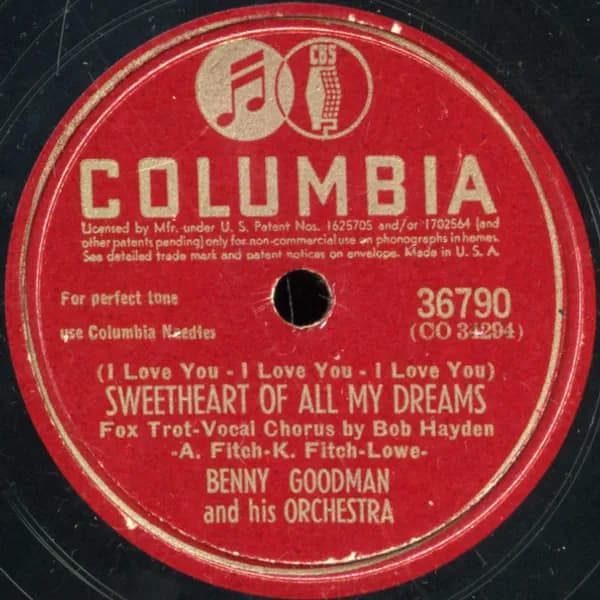 CBS
COLUMBIA
Licensed by Mfr. under U. S. Patent Nos. 1625705 and/or 1702564 (and
other patents pending) only for non-commercial use on phonographs in homes.
See detailed trade mark and patent notices on envelope. Made in U. S. A.
For perfect tone
use Columbia Needles
36790
(CO 34294)
(I Love You - I Love You - I Love You)
SWEETHEART OF ALL MY DREAMS
Fox Trot-Vocal Chorus by Bob Hayden
-A. Fitch-K. Fitch-Lowe-
BENNY GOODMAN
and his ORCHESTRA